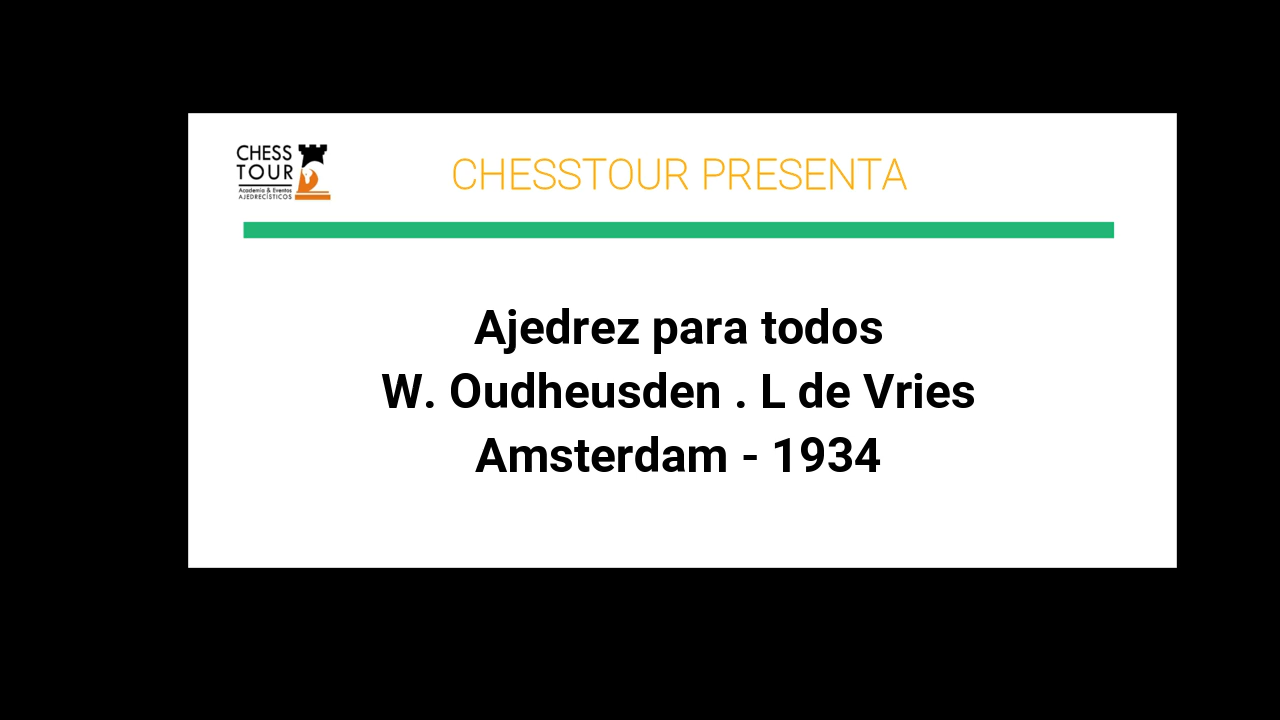 CHESS
TOUR
Academia & Eventos
AJEDRECÍSTICOS
CHESSTOUR PRESENTA
Ajedrez para todos
W. Oudheusden . L de Vries
Amsterdam - 1934